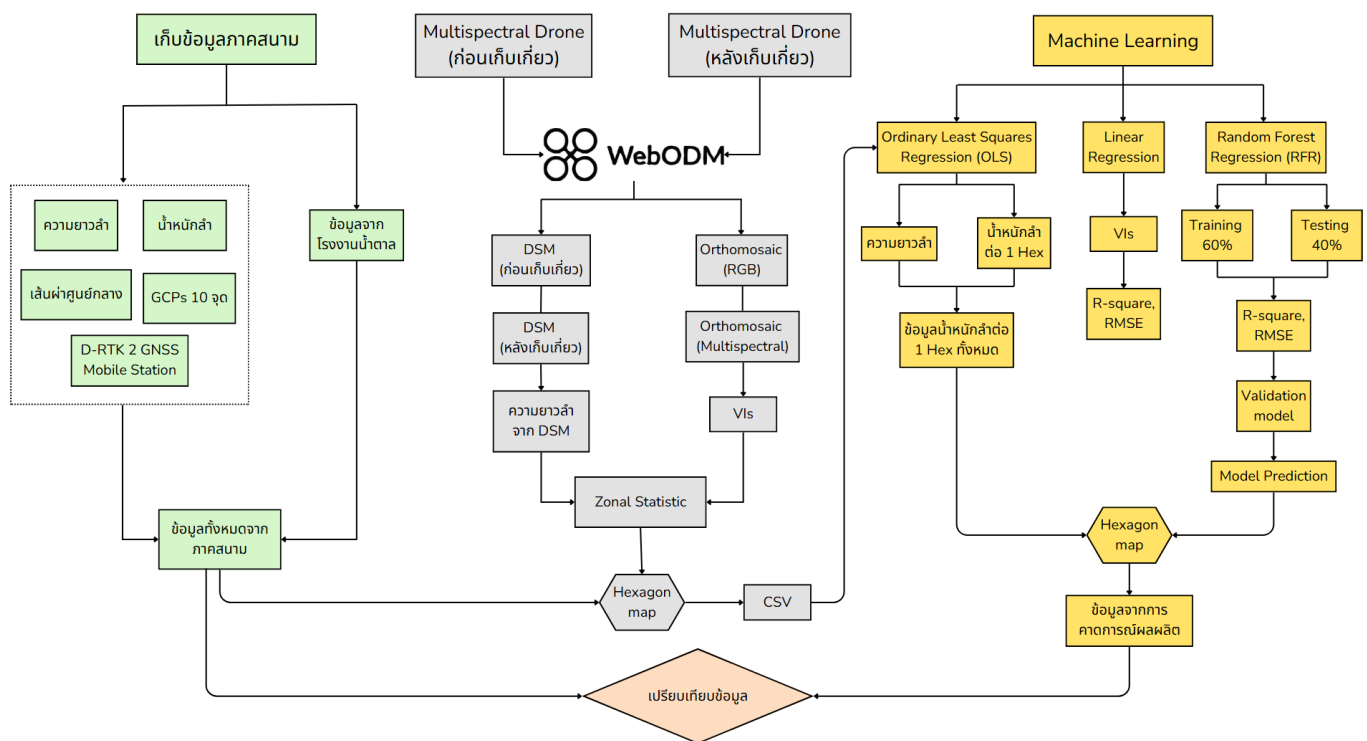 เก็บข้อมูลภาคสนาม
ความยาวลำ
น้ำหนักลำ
เส้นผ่าศูนย์กลาง
GCPs 10 จุด
D-RTK 2 GNSS
Mobile Station
ข้อมูลจาก
โรงงานน้ำตาล
ข้อมูลทั้งหมดจาก
ภาคสนาม
Multispectral Drone
(ก่อนเก็บเกี่ยว)
Multispectral Drone
(หลังเก็บเกี่ยว)
WebODM
DSM
(ก่อนเก็บเกี่ยว)
Orthomosaic
(RGB)
DSM
(หลังเก็บเกี่ยว)
Orthomosaic
(Multispectral)
ความยาวลำ
จาก DSM
VIs
Zonal Statistic
Hexagon
map
CSV
Machine Learning
Ordinary Least Squares
Regression (OLS)
Linear
Regression
Random Forest
Regression (RFR)
ความยาวลำ
น้ำหนักลำ
ต่อ 1 Hex
VIs
Training
60%
Testing
40%
ข้อมูลน้ำหนักลำต่อ
1 Hex ทั้งหมด
R-square,
RMSE
R-square,
RMSE
Validation
model
Model Prediction
Hexagon
map
ข้อมูลจากการ
คาดการณ์ผลผลิต
เปรียบเทียบข้อมูล